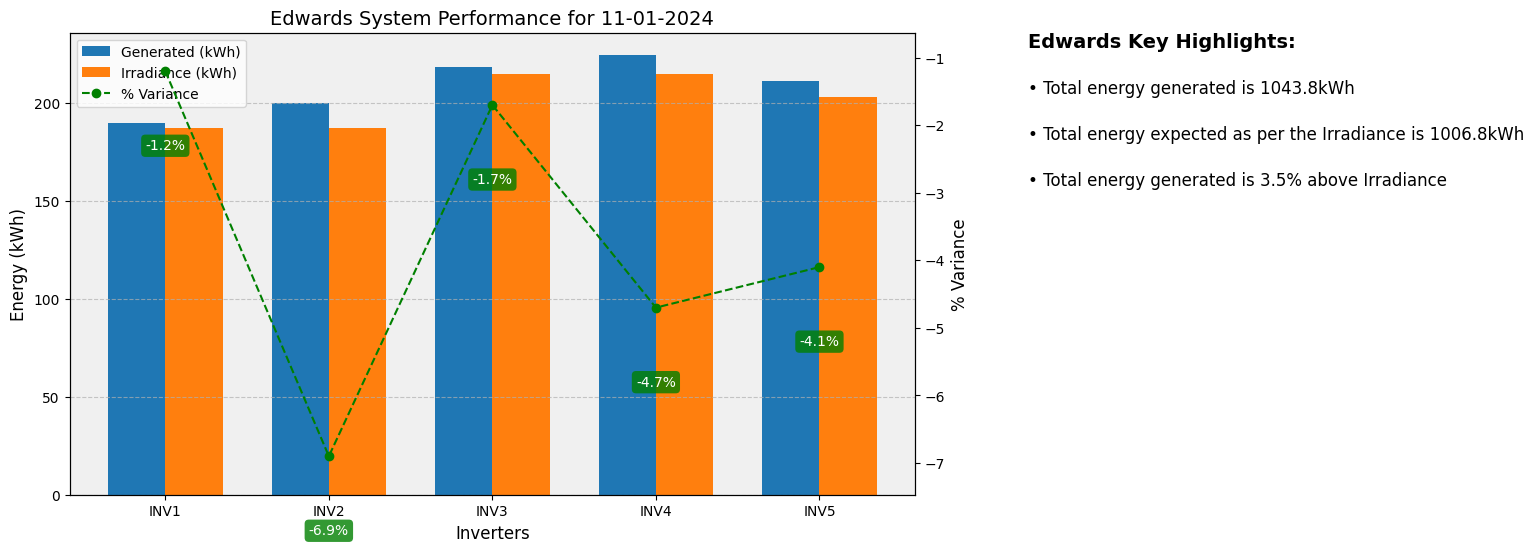 Edwards System Performance for 11-01-2024
Generated (kWh)
Irradiance (kWh)
% Variance
Energy (kWh)
200
150
100
50
0
-1.2%
-6.9%
-1.7%
-4.7%
-4.1%
−1
−2
−3
−4
−5
−6
−7
% Variance
INV1
INV2
INV3
INV4
INV5
Inverters
Edwards Key Highlights:
• Total energy generated is 1043.8kWh
• Total energy expected as per the Irradiance is 1006.8kWh
• Total energy generated is 3.5% above Irradiance